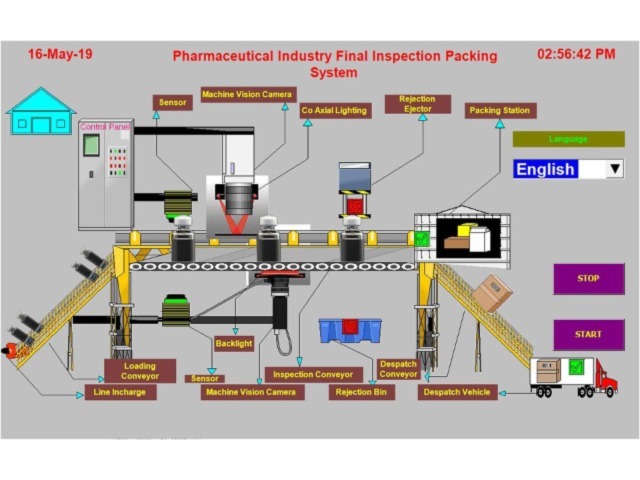 16-May-19
Pharmaceutical Industry Final Inspection Packing
System
02:56:42 PM
Control Panel
Sensor
Machine Vision Camera
Co Axial Lighting
Rejection
Ejector
Packing Station
Language
English
STOP
START
Backlight
Loading
Conveyor
Line Incharge
Sensor
Machine Vision Camera
Inspection Conveyor
Rejection Bin
Despatch
Conveyor
Despatch Vehicle